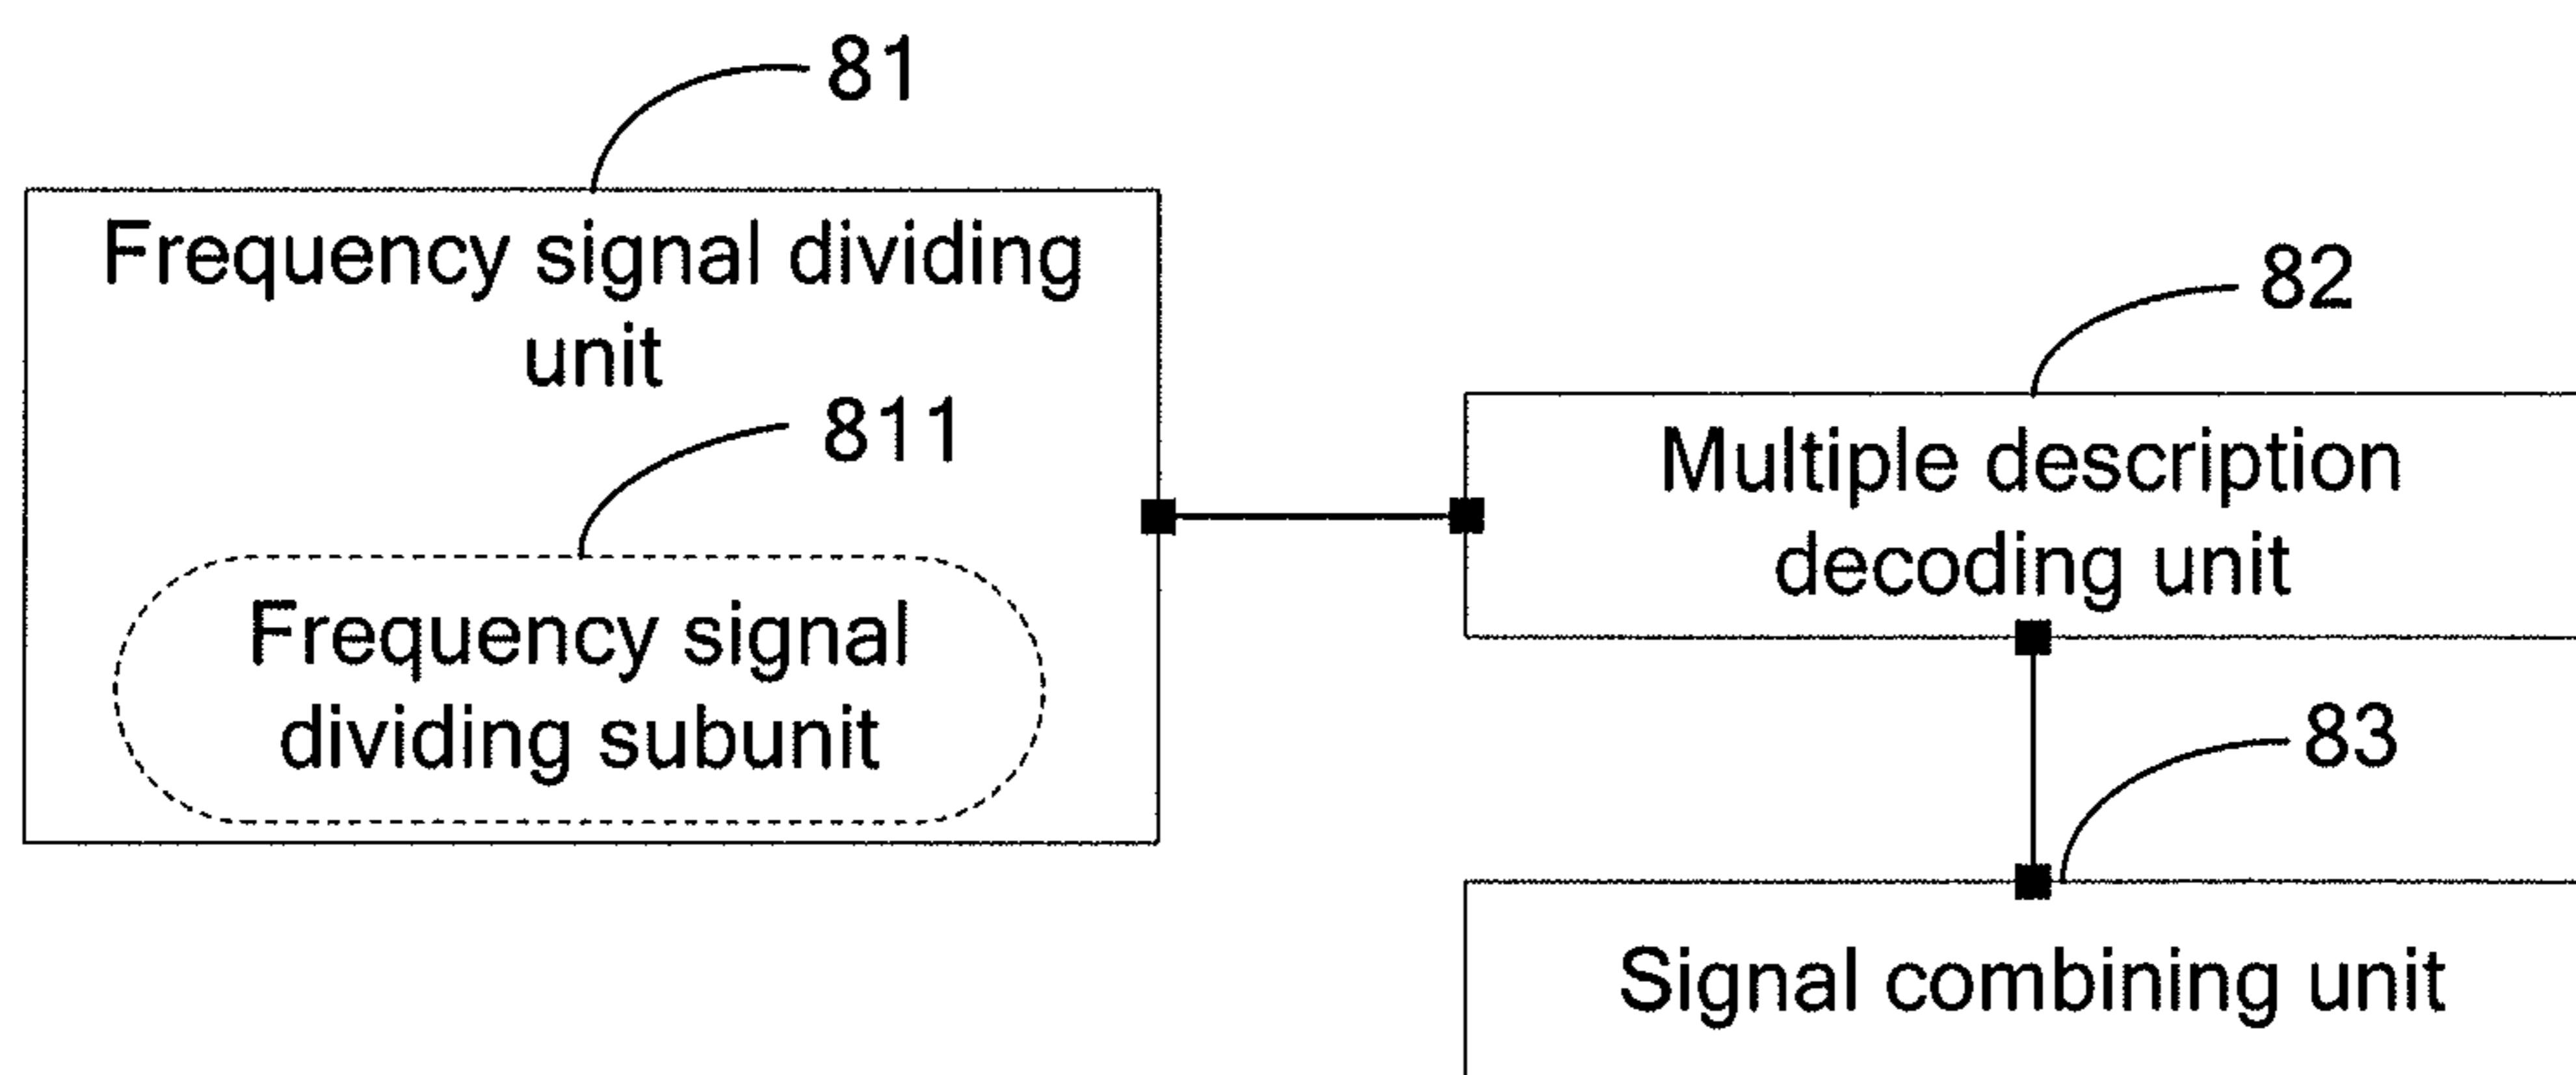 81
Frequency signal dividing
unit
811
Frequency signal
dividing subunit
82
Multiple description
decoding unit
83
Signal combining unit